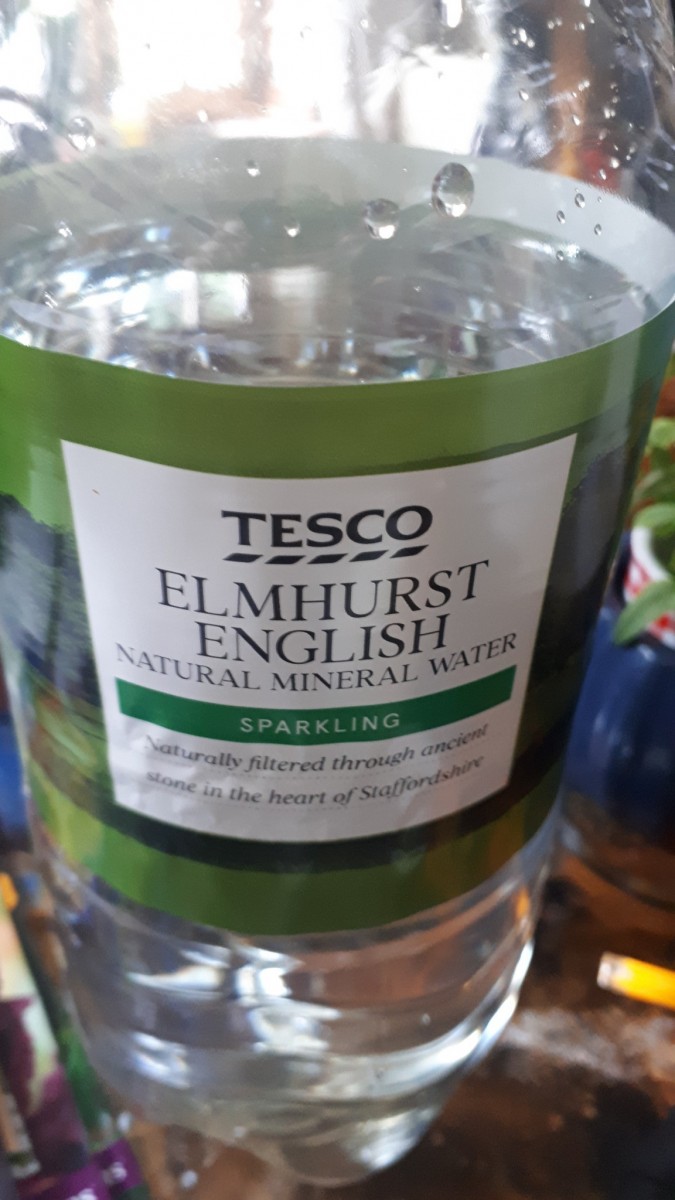 TESCO
ELMHURST
ENGLISH
NATURAL MINERAL WATER
SPARKLING
Naturally filtered through ancient
stone in the heart of Staffordshire